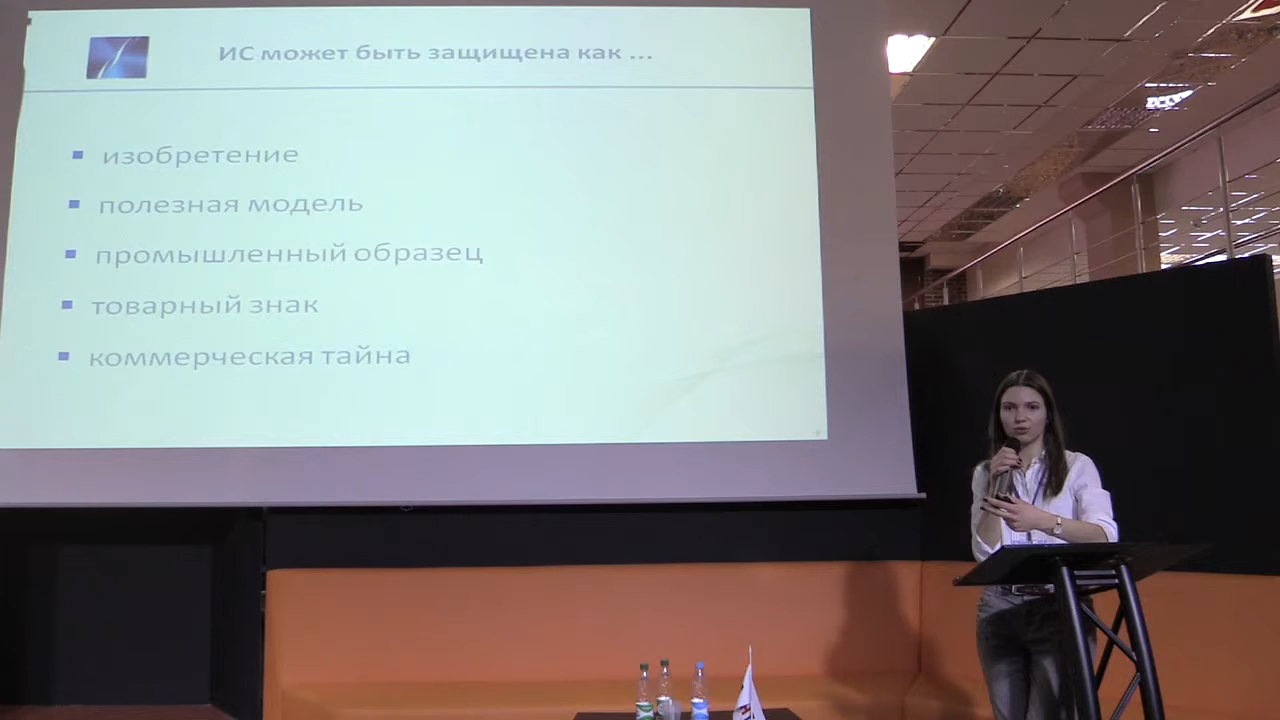 ИС может быть защищена как ...
изобретение
полезная модель
промышленный образец
товарный знак
коммерческая тайна